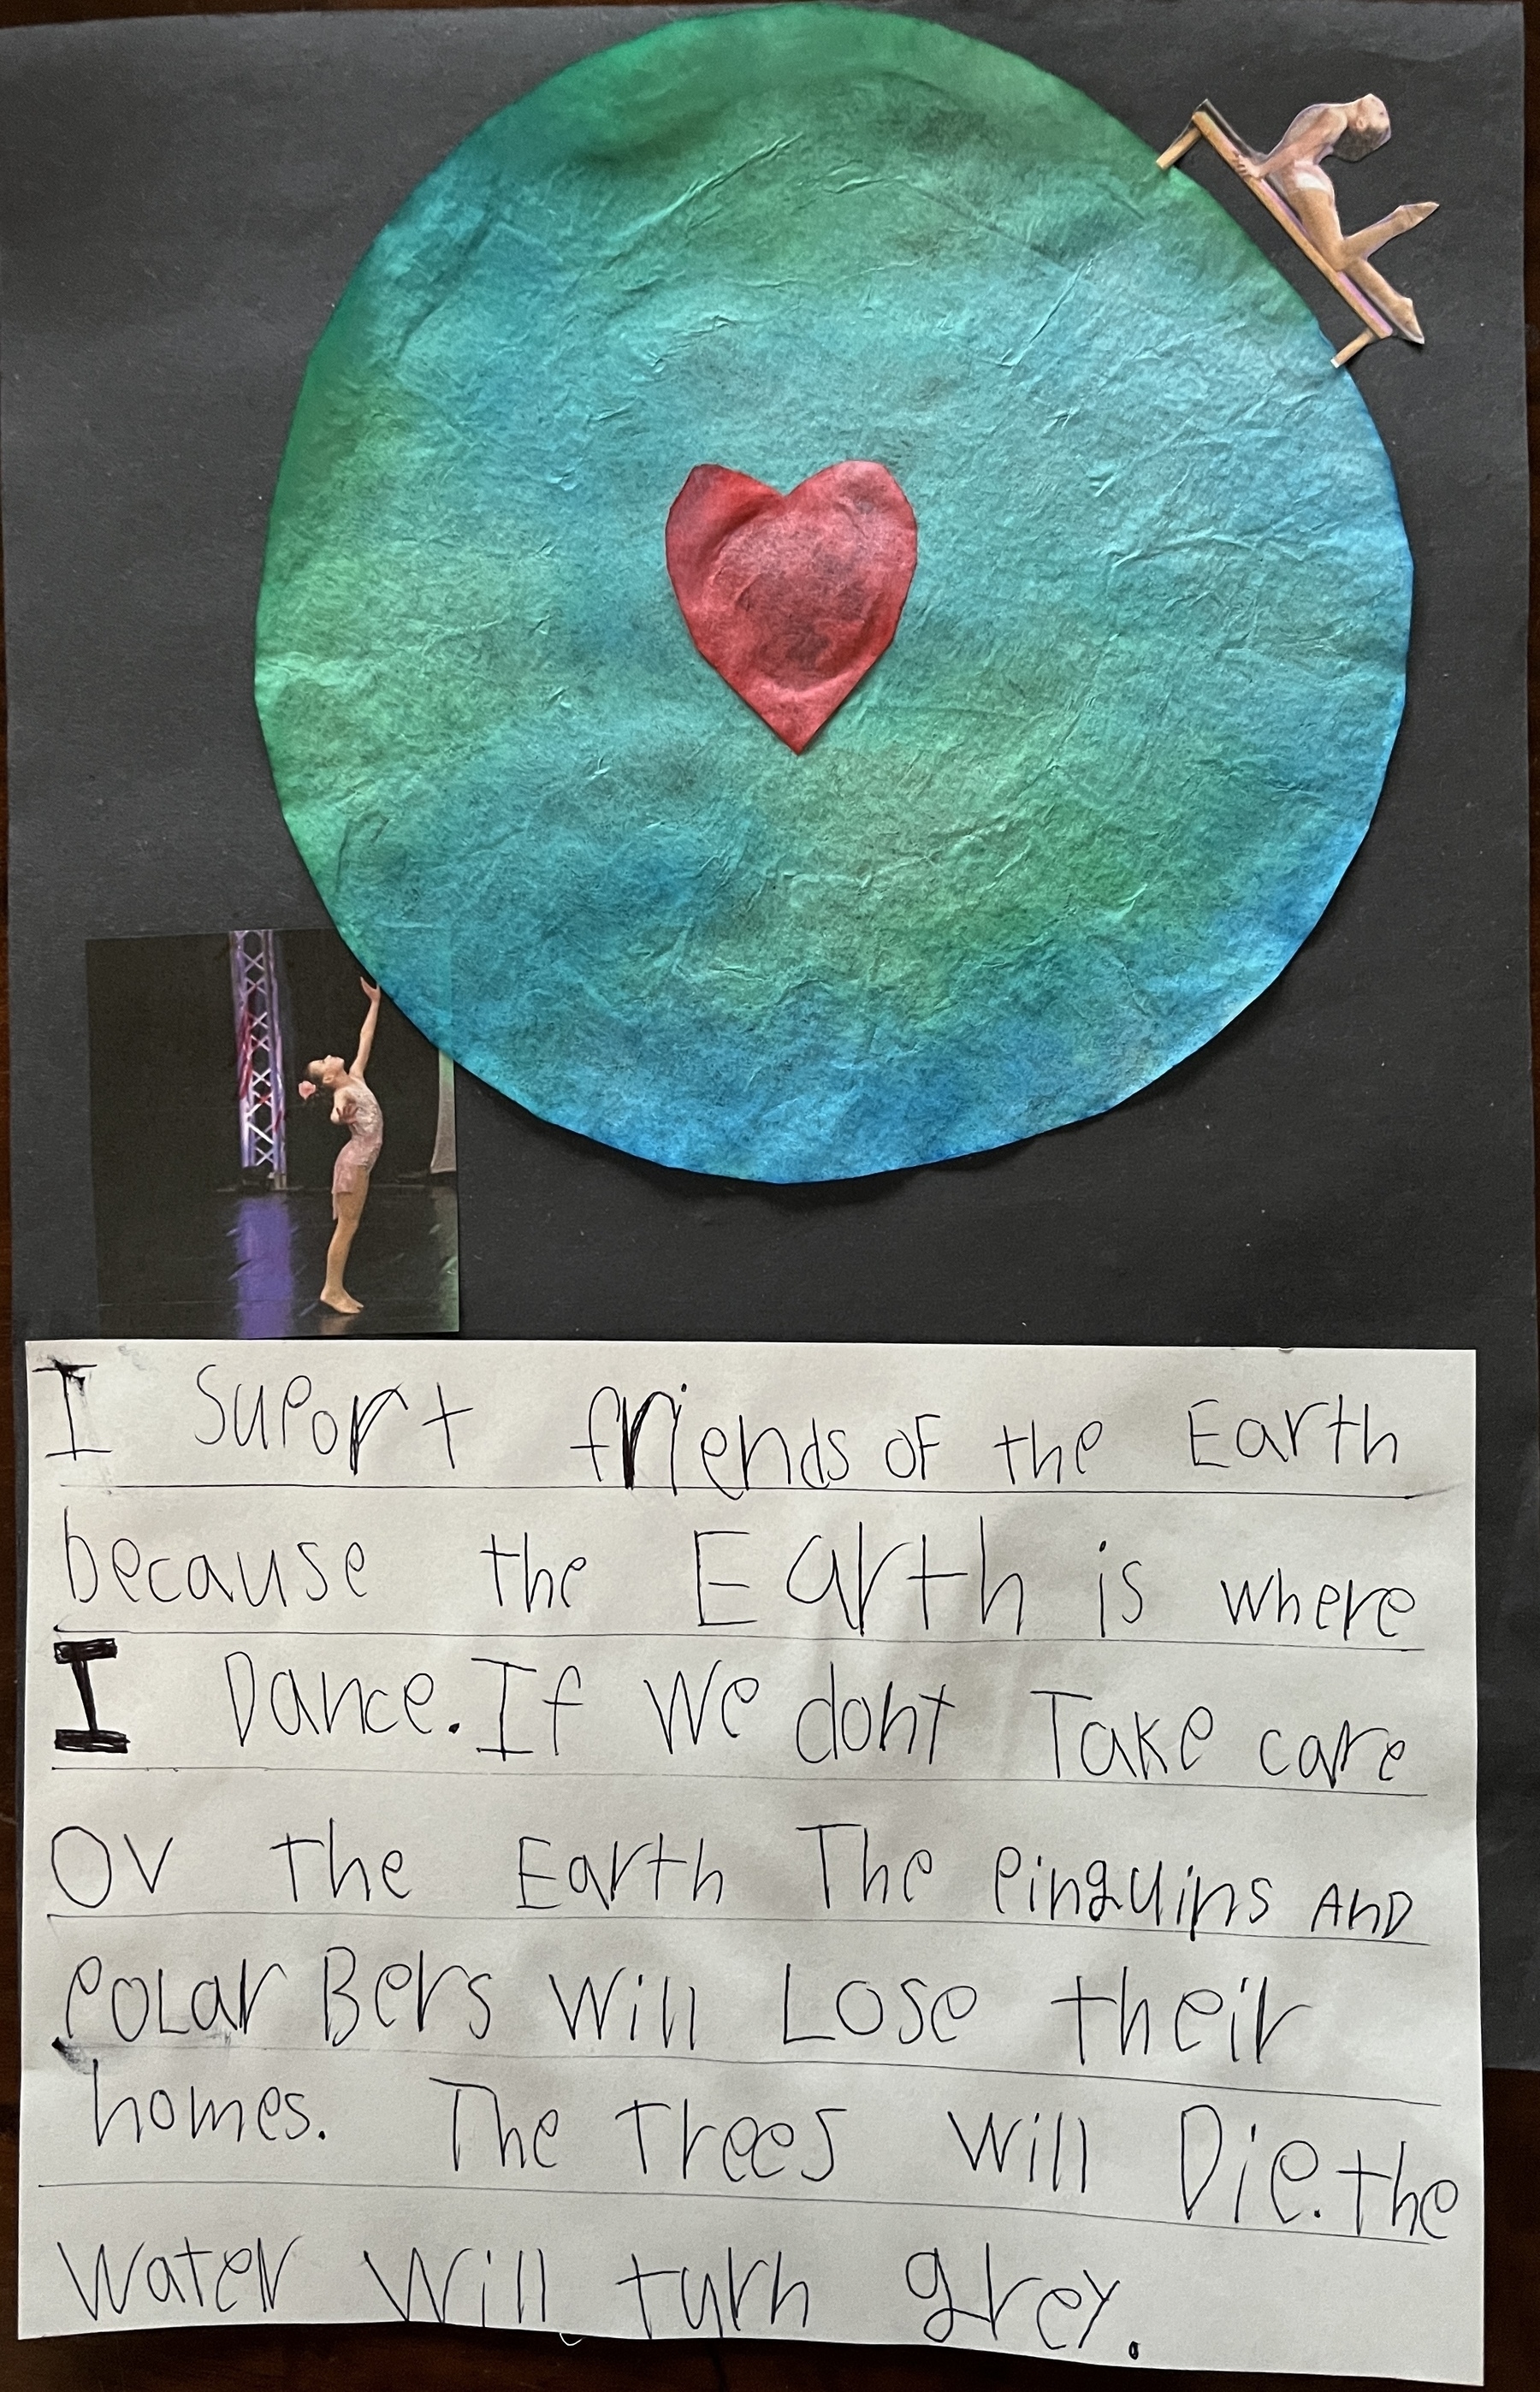 I Suport friends of the Earth
because the Earth is where
I Dance. If We dont Take care
Ov the Earth The Pinguins AnD
Polar Bers Will Lose their
homes. The Trees Will Die. the
Water Will turn grey.